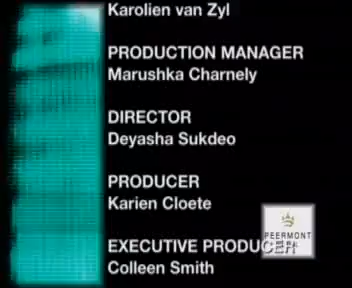 Karolien van Zyl
PRODUCTION MANAGER
Marushka Charnely
DIRECTOR
Deyasha Sukdeo
PRODUCER
Karien Cloete
EXECUTIVE PRODUCER
Colleen Smith
PEERMONT